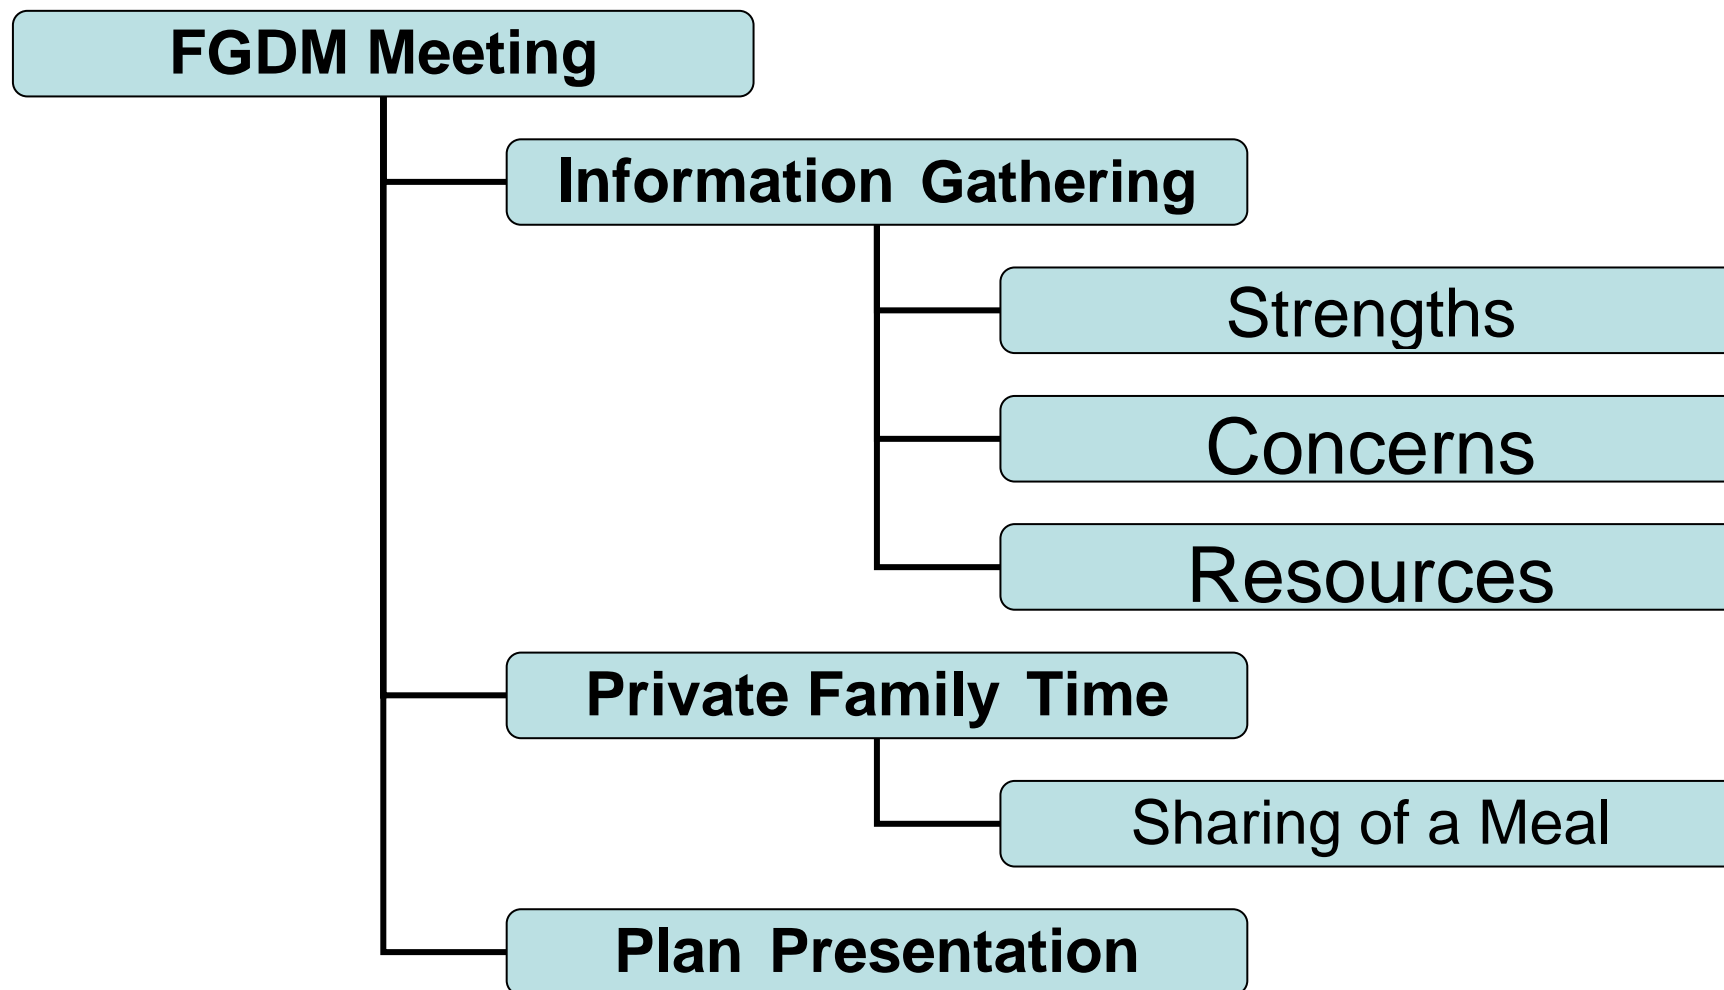 FGDM Meeting
Information Gathering
Strengths
Concerns
Resources
Private Family Time
Sharing of a Meal
Plan Presentation